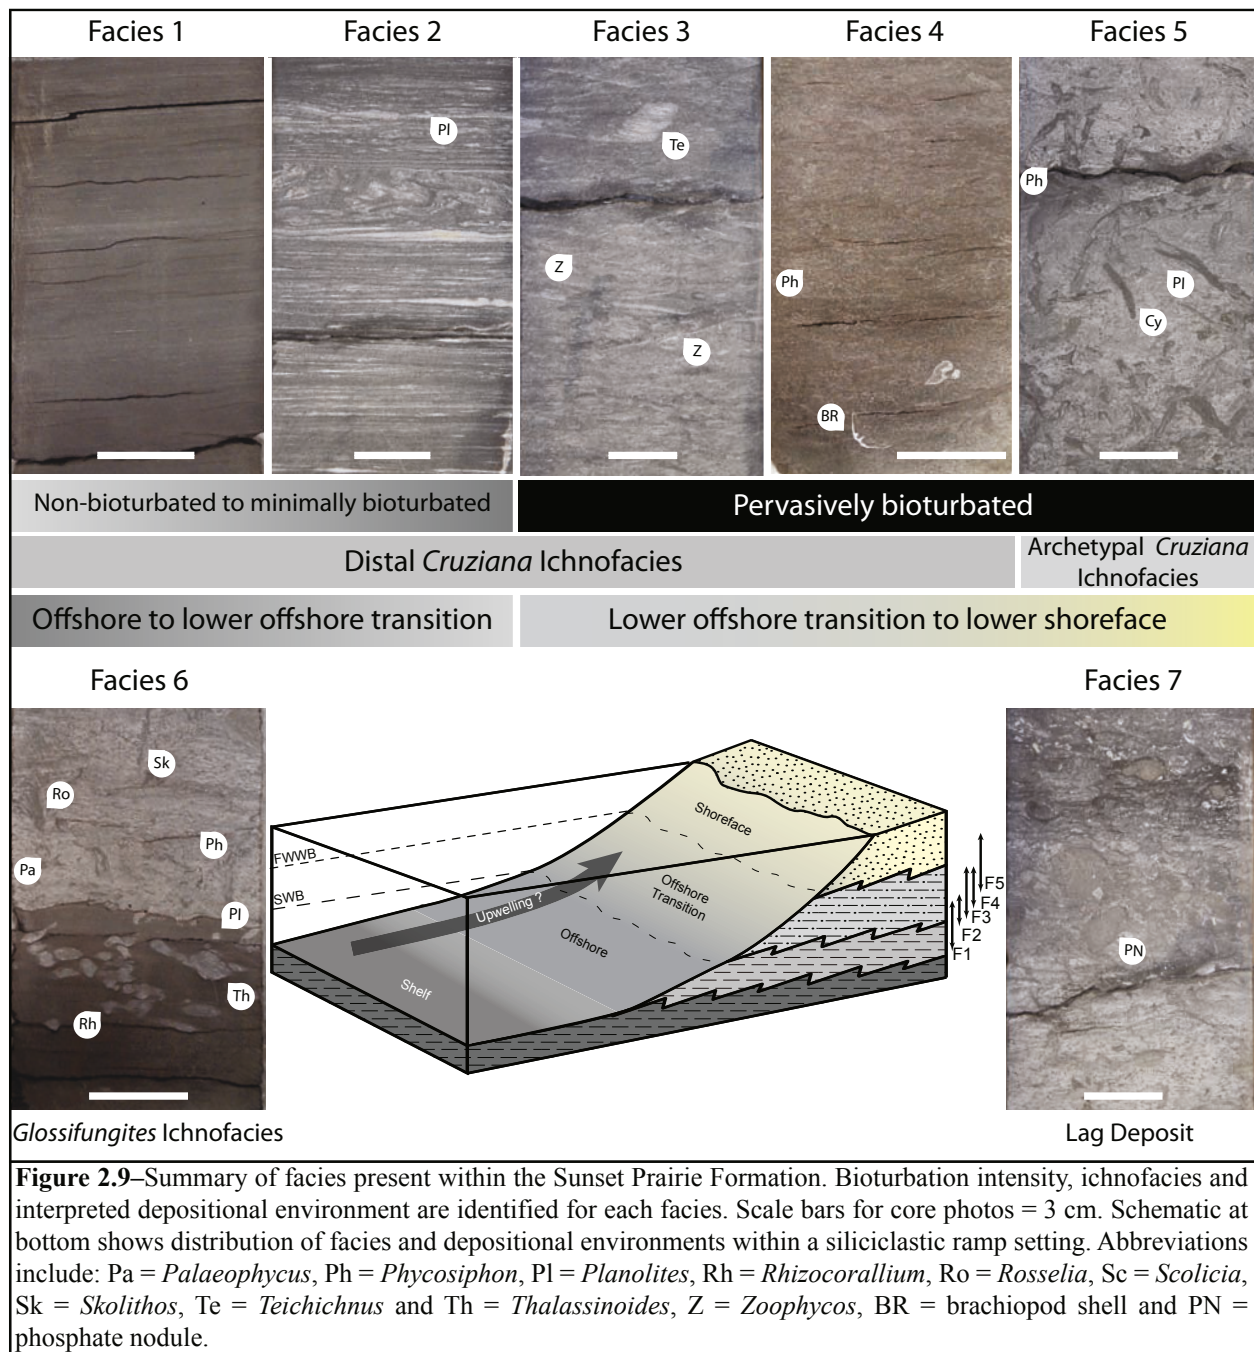 Facies 1
Facies 2
Facies 3
Facies 4
Facies 5
Pl
Te
Z
Z
Ph
BR
Ph
Pl
Cy
Non-bioturbated to minimally bioturbated
Pervasively bioturbated
Distal Cruziana Ichnofacies
Archetypal Cruziana
Ichnofacies
Offshore to lower offshore transition
Lower offshore transition to lower shoreface
Facies 6
Facies 7
Sk
Ro
Ph
Pa
Pl
Th
Rh
FWWB
SWB
Upwelling ?
Shoreface
Offshore
Transition
Offshore
Shelf
F5
F4
F3
F2
F1
PN
Glossifungites Ichnofacies
Lag Deposit
Figure 2.9–Summary of facies present within the Sunset Prairie Formation. Bioturbation intensity, ichnofacies and
interpreted depositional environment are identified for each facies. Scale bars for core photos = 3 cm. Schematic at
bottom shows distribution of facies and depositional environments within a siliciclastic ramp setting. Abbreviations
include: Pa = Palaeophycus, Ph = Phycosiphon, Pl = Planolites, Rh = Rhizocorallium, Ro = Rosselia, Sc = Scolicia,
Sk = Skolithos, Te = Teichichnus and Th = Thalassinoides, Z = Zoophycos, BR = brachiopod shell and PN =
phosphate nodule.